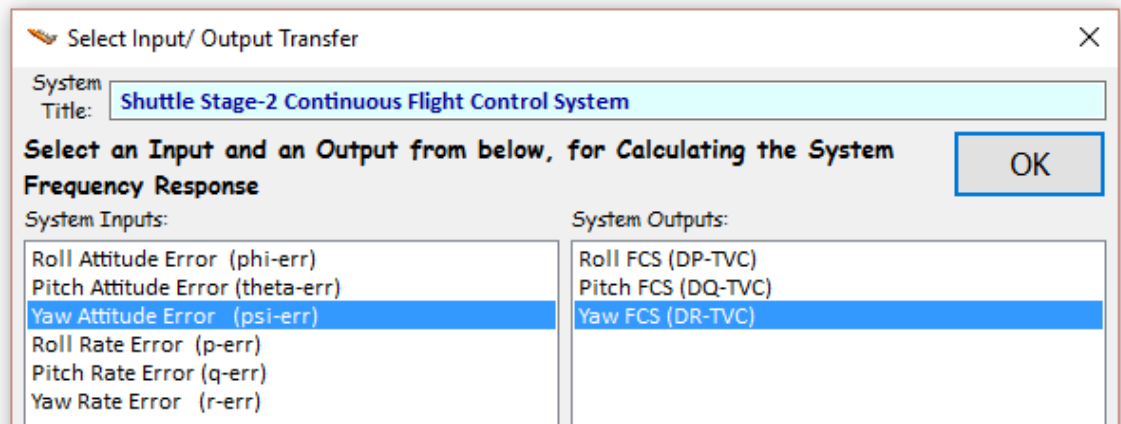 Select Input/ Output Transfer
System
Title:
Shuttle Stage-2 Continuous Flight Control System
Select an Input and an Output from below, for Calculating the System
Frequency Response
OK
System Inputs:
Roll Attitude Error (phi-err)
Pitch Attitude Error (theta-err)
Yaw Attitude Error (psi-err)
Roll Rate Error (p-err)
Pitch Rate Error (q-err)
Yaw Rate Error (r-err)
System Outputs:
Roll FCS (DP-TVC)
Pitch FCS (DQ-TVC)
Yaw FCS (DR-TVC)